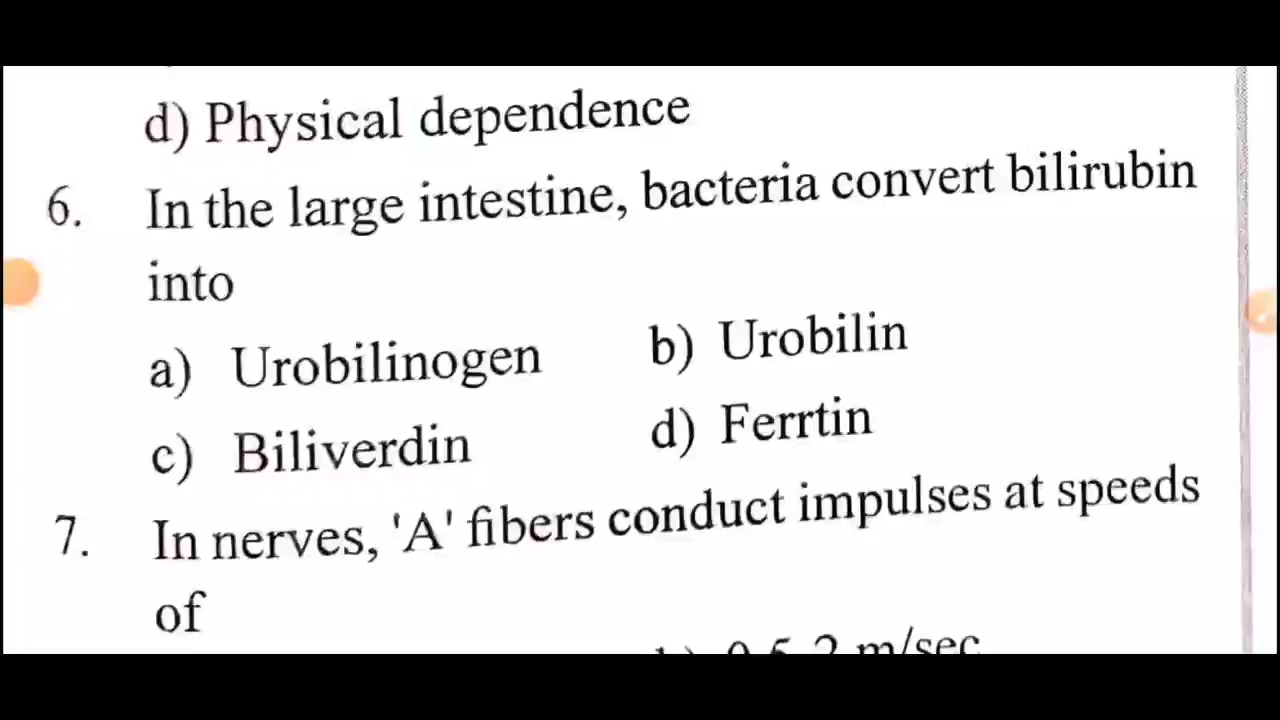 d) Physical dependence
6. In the large intestine, bacteria convert bilirubin
into
a) Urobilinogen b) Urobilin
c) Biliverdin d) Ferrtin
7. In nerves, 'A' fibers conduct impulses at speeds
of
m/sec